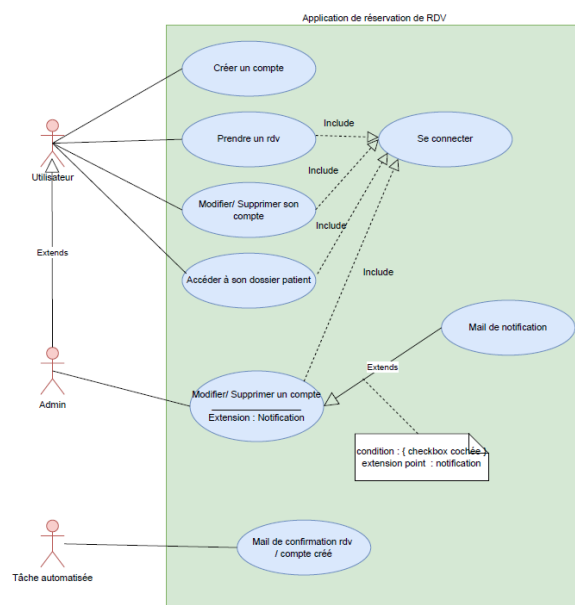 Application de réservation de RDV
Créer un compte
Include
Prendre un rdv
Se connecter
Utilisateur
Include
Modifier/ Supprimer son
compte
Include
Extends
Accéder à son dossier patient
Include
Mail de notification
Extends
Admin
Modifier/ Supprimer un compte
Extension : Notification
condition : { checkbox cochée }
extension point : notification
Mail de confirmation rdv
/ compte créé
Tâche automatisée